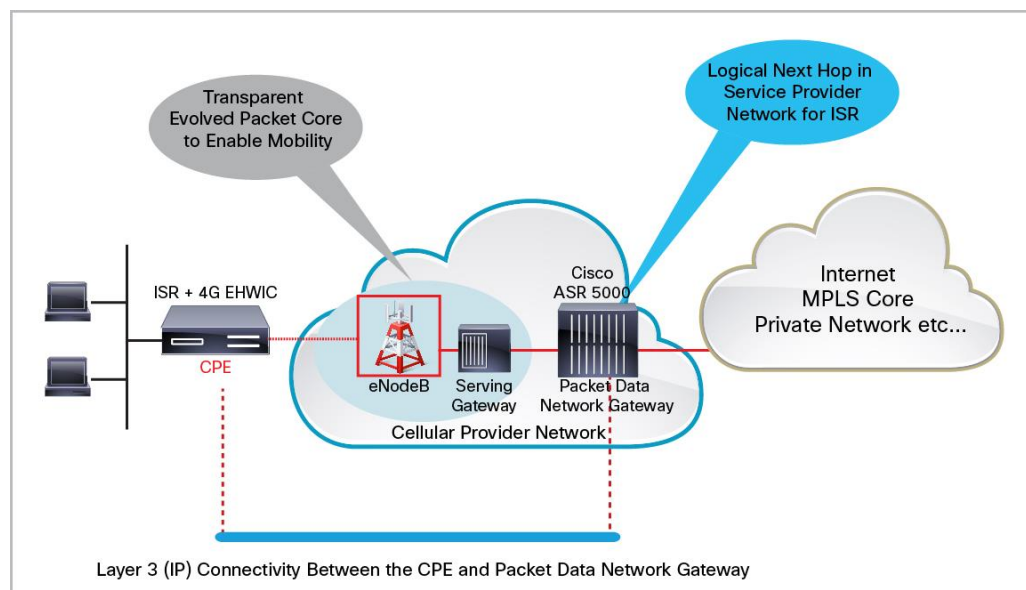 Transparent
Evolved Packet Core
to Enable Mobility
Logical Next Hop in
Service Provider
Network for ISR
ISR + 4G EHWIC
CPE
eNodeB
Serving
Gateway
Cisco
ASR 5000
Packet Data
Network Gateway
Cellular Provider Network
Internet
MPLS Core
Private Network etc...
Layer 3 (IP) Connectivity Between the CPE and Packet Data Network Gateway